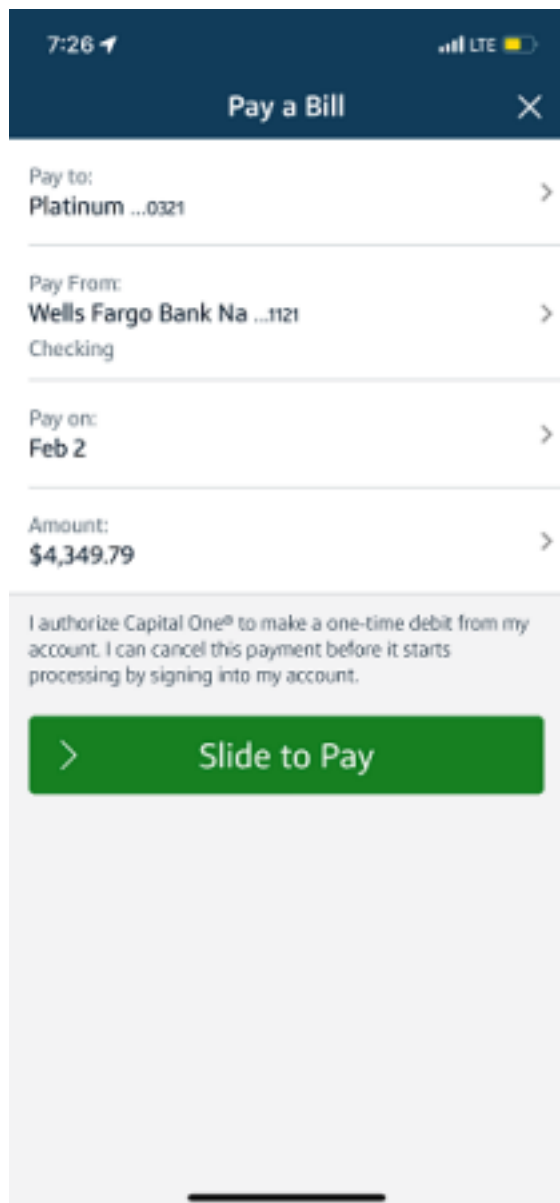 7:26
LTE
Pay a Bill
Pay to:
Platinum ...0321
Pay From:
Wells Fargo Bank Na ...1121
Checking
Pay on:
Feb 2
Amount:
$4,349.79
I authorize Capital One® to make a one-time debit from my
account. I can cancel this payment before it starts
processing by signing into my account.
Slide to Pay